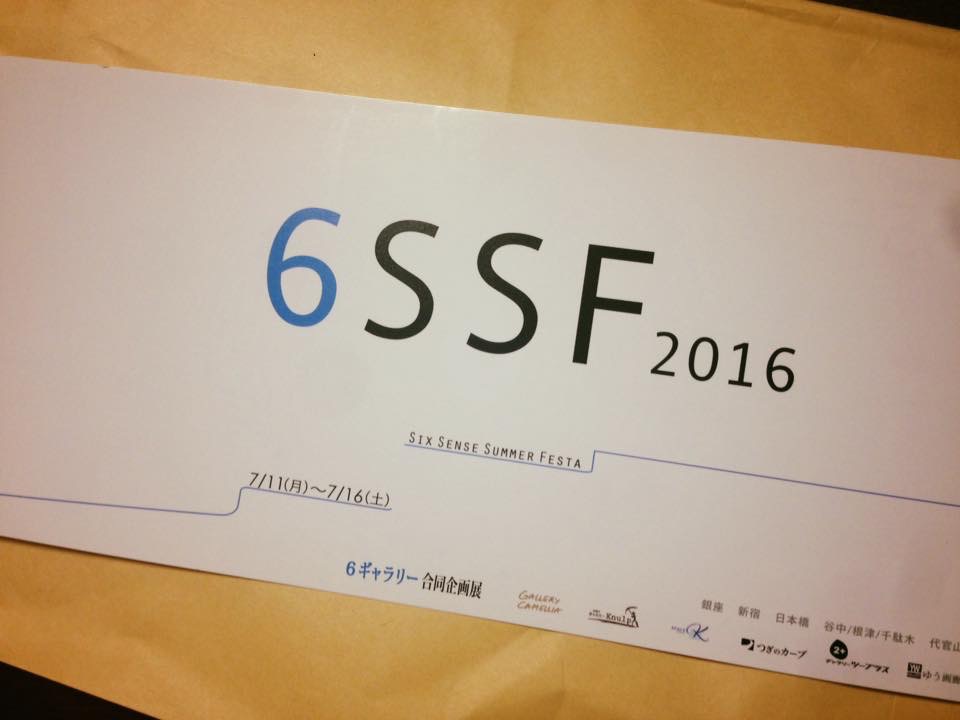 6SSF 2016
SIX SENSE SUMMER FESTA
7/11(月)〜7/16(土)
6ギャラリー 合同企画展
銀座 新宿 日本橋 谷中/根津/千駄木 代官山
GALLERY CAMELLIA
Knulp
K
つぎのカーブ
2+
ギャラリーツープラス
YW
ゆう画